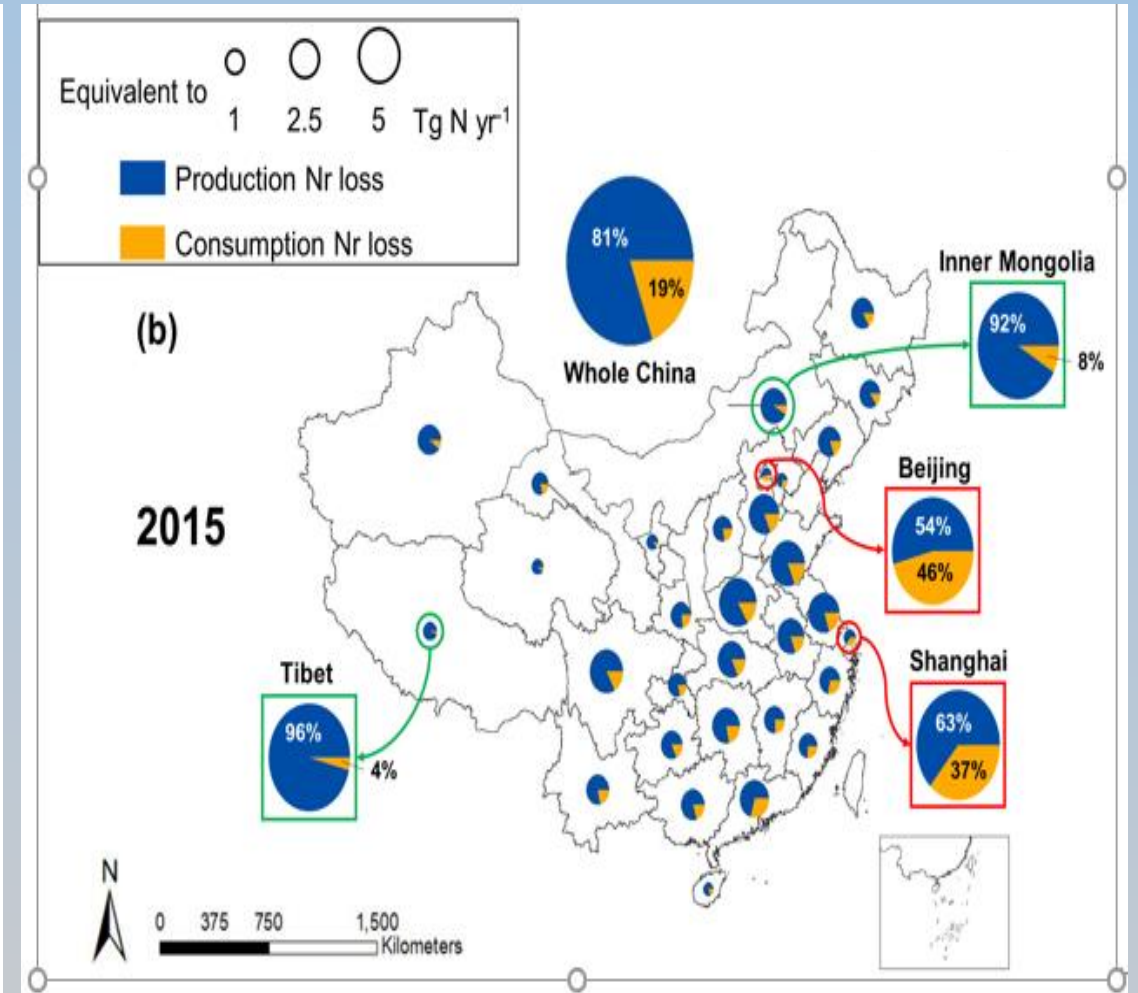 Equivalent to
1 2.5 5 Tg N yr⁻¹
Production Nr loss
Consumption Nr loss
(b)
2015
81%
19%
Whole China
Inner Mongolia
92%
8%
Beijing
54%
46%
Shanghai
63%
37%
Tibet
96%
4%
N
0 375 750 1,500
Kilometers